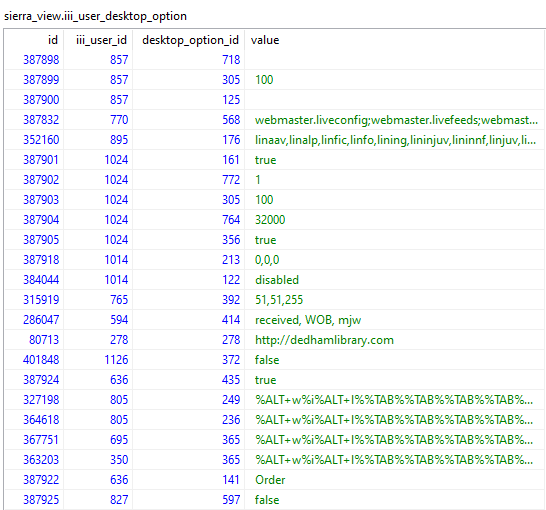 sierra_view.iii_user_desktop_option
id iii_user_id desktop_option_id value
387898 857 718
387899 857 305 100
387900 857 125
387832 770 568 webmaster.liveconfig;webmaster.livefeeds;webmast...
352160 895 176 linaav,linalp,linfic,linfo,lining,lininjuv,lininnf,linjuv,li...
387901 1024 161 true
387902 1024 772 1
387903 1024 305 100
387904 1024 764 32000
387905 1024 356 true
387918 1014 213 0,0,0
384044 1014 122 disabled
315919 765 392 51,51,255
286047 594 414 received, WOB, mjw
80713 278 278 http://dedhamlibrary.com
401848 1126 372 false
387924 636 435 true
327198 805 249 %ALT+w%i%ALT+I%%TAB%%TAB%%TAB%%TAB%...
364618 805 236 %ALT+w%i%ALT+I%%TAB%%TAB%%TAB%%TAB%...
367751 695 365 %ALT+w%i%ALT+I%%TAB%%TAB%%TAB%%TAB%...
363203 350 365 %ALT+w%i%ALT+I%%TAB%%TAB%%TAB%%TAB%...
387922 636 141 Order
387925 827 597 false